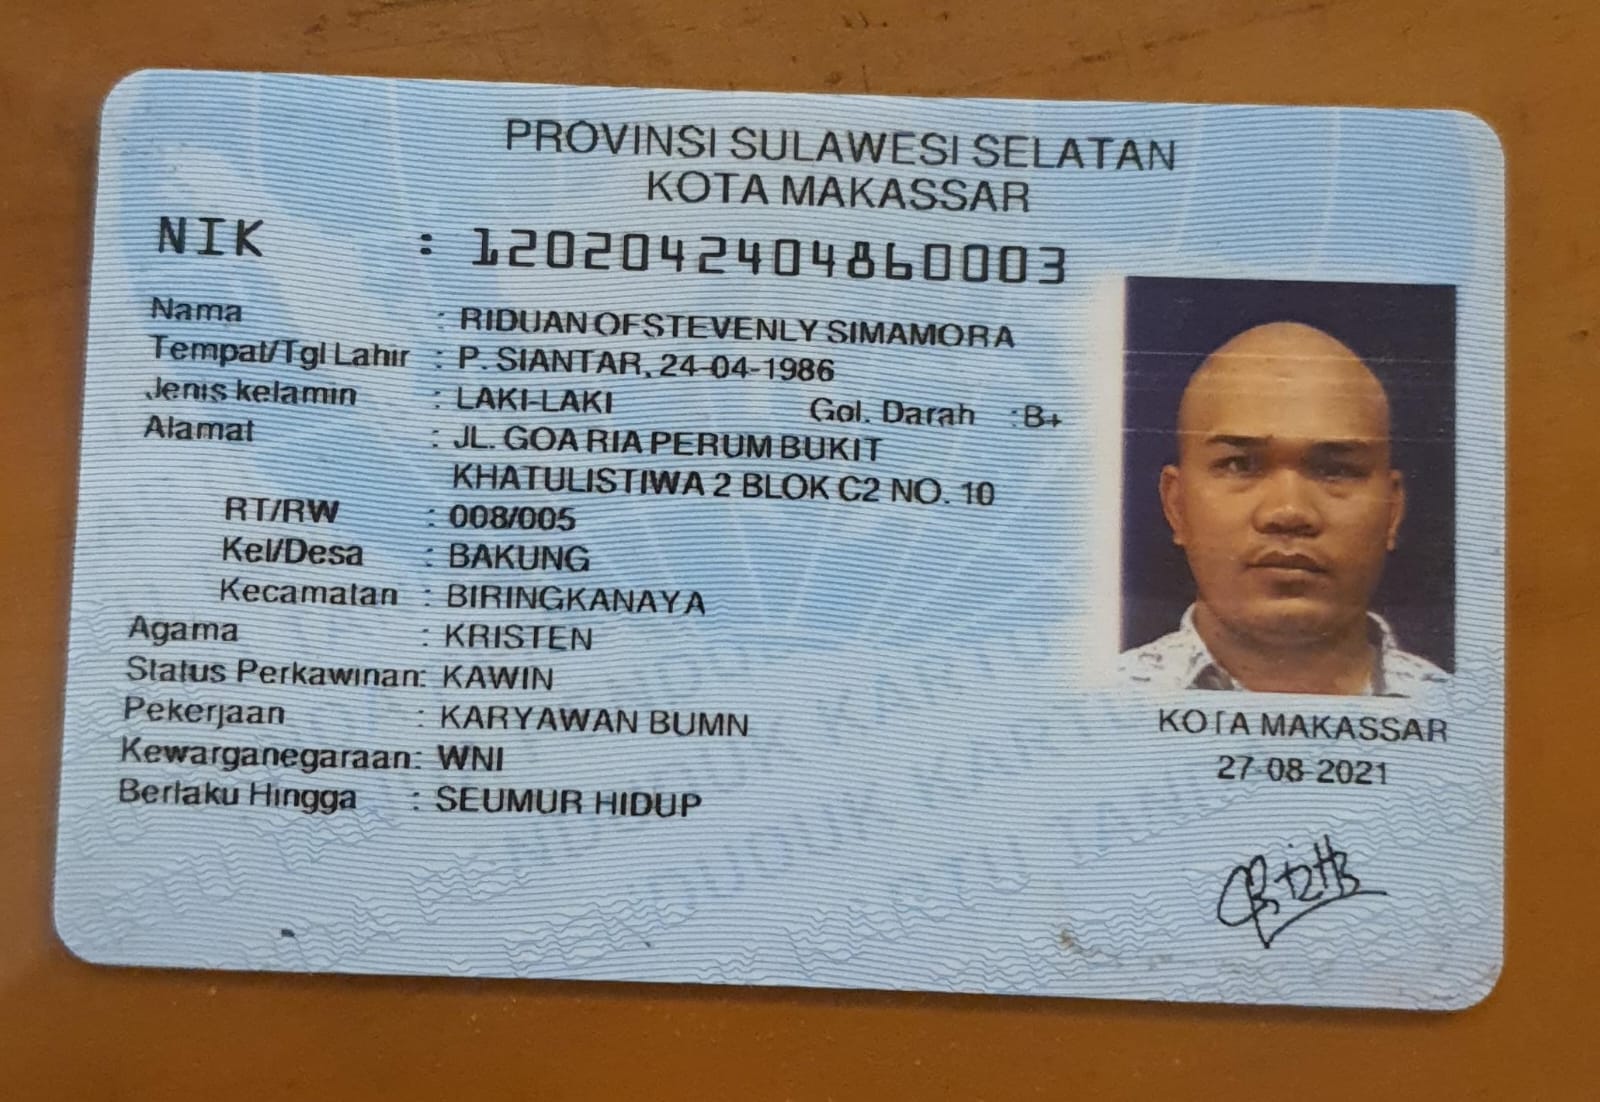 PROVINSI SULAWESI SELATAN
KOTA MAKASSAR
NIK : 1202042404860003
Nama : RIDUAN OFSTEVENLY SIMAMORA
Tempat/Tgl Lahir : P. SIANTAR, 24-04-1986
Jenis kelamin : LAKI-LAKI Gol. Darah : B+
Alamat : JL. GOA RIA PERUM BUKIT
KHATULISTIWA 2 BLOK C2 NO. 10
RT/RW : 008/005
Kel/Desa : BAKUNG
Kecamatan : BIRINGKANAYA
Agama : KRISTEN
Status Perkawinan: KAWIN
Pekerjaan : KARYAWAN BUMN
Kewarganegaraan: WNI
Berlaku Hingga : SEUMUR HIDUP
KOTA MAKASSAR
27-08-2021